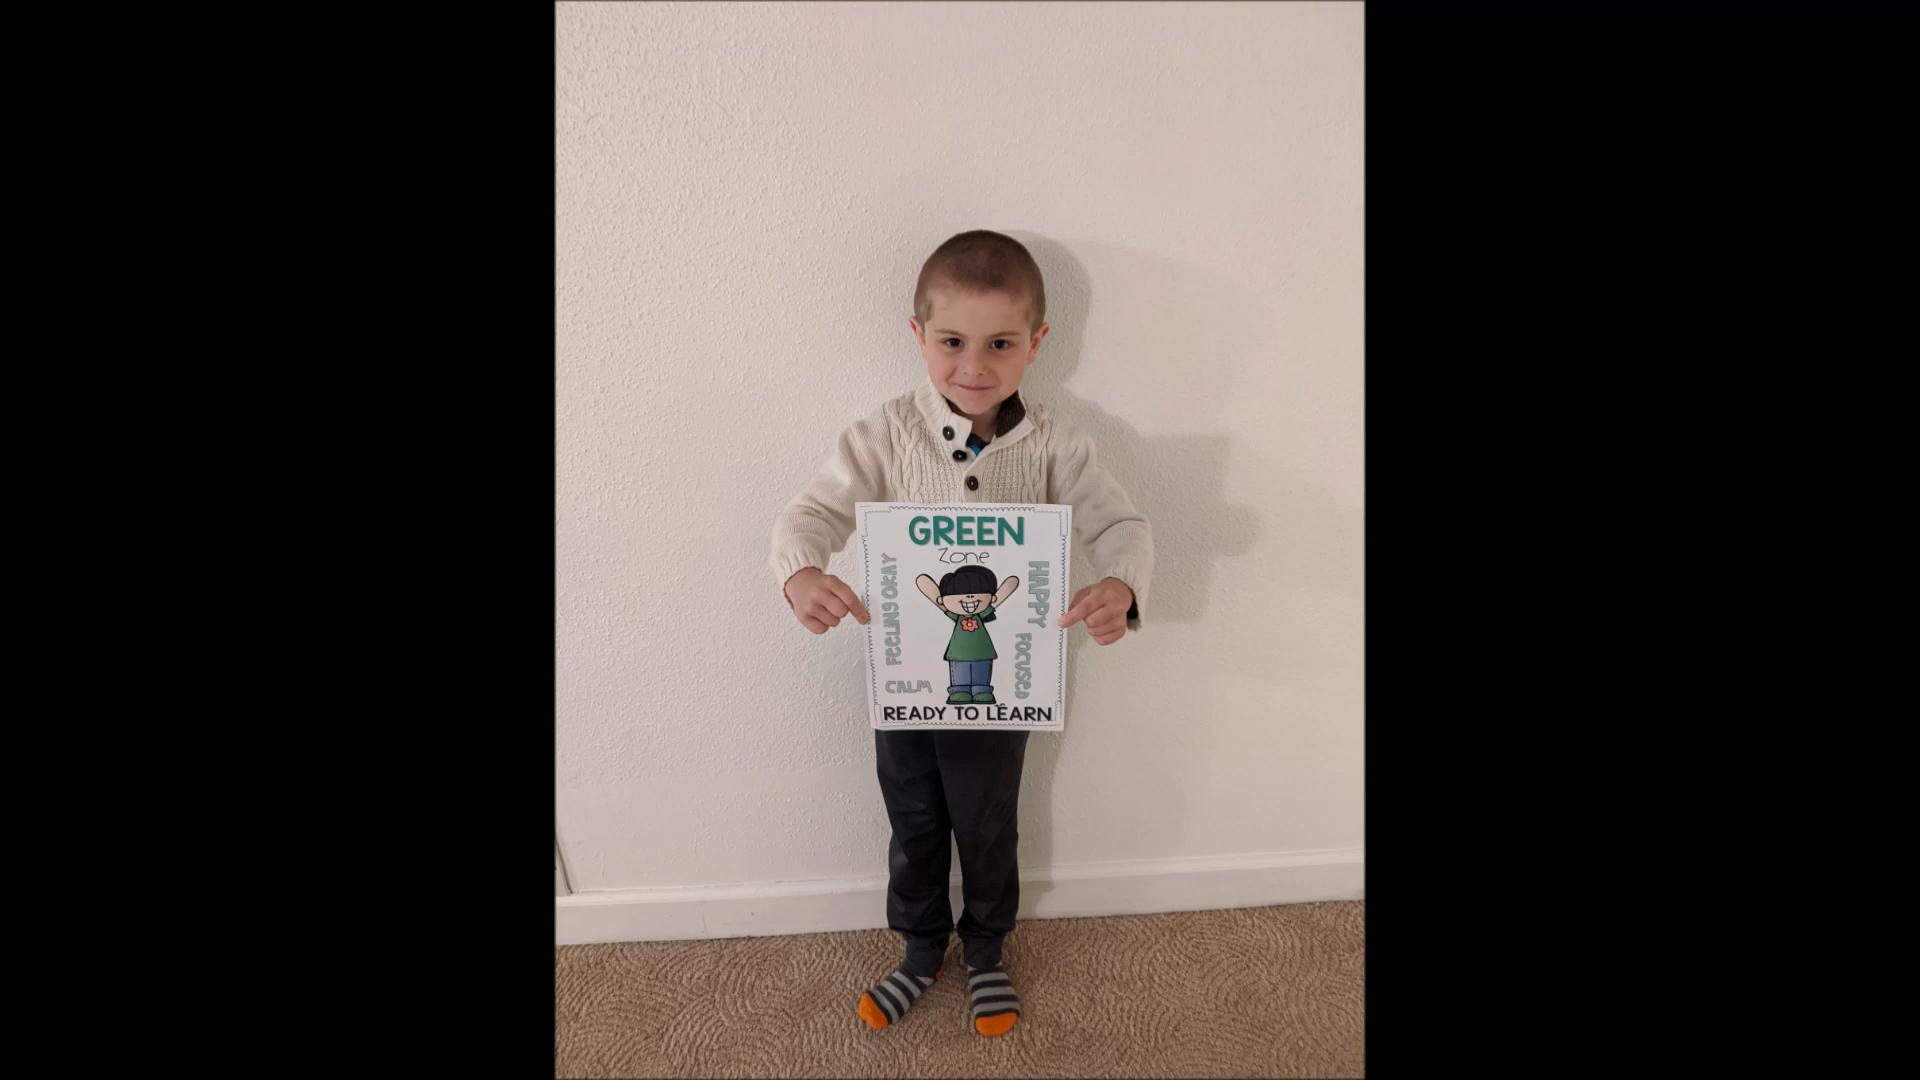 GREEN
Zone
FEELING OKAY
HAPPY
FOCUSED
CALM
READY TO LEARN